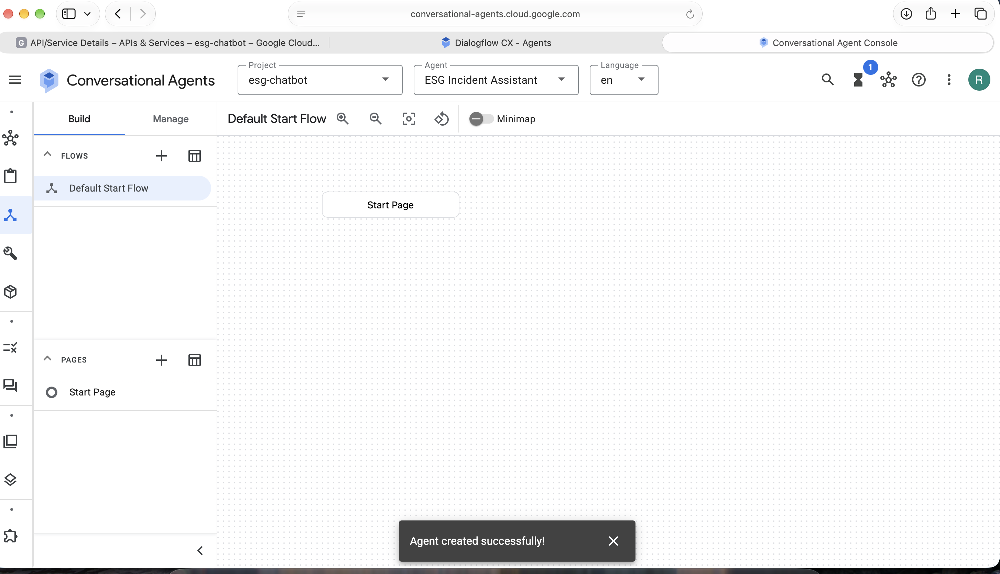 conversational-agents.cloud.google.com
G API/Service Details – APIs & Services – esg-chatbot – Google Cloud...
Dialogflow CX - Agents
Conversational Agent Console
Conversational Agents
Project
esg-chatbot
Agent
ESG Incident Assistant
Language
en
1
R
Build
Manage
Default Start Flow
Minimap
FLOWS
Default Start Flow
Start Page
PAGES
Start Page
Agent created successfully!